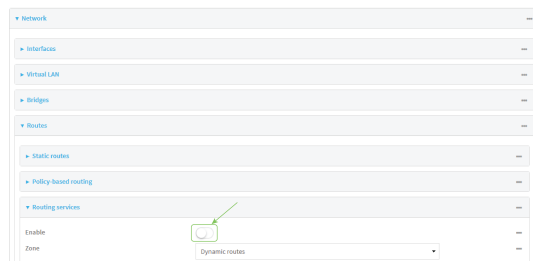 Network
Interfaces
Virtual LAN
Bridges
Routes
Static routes
Policy-based routing
Routing services
Enable
Zone
Dynamic routes